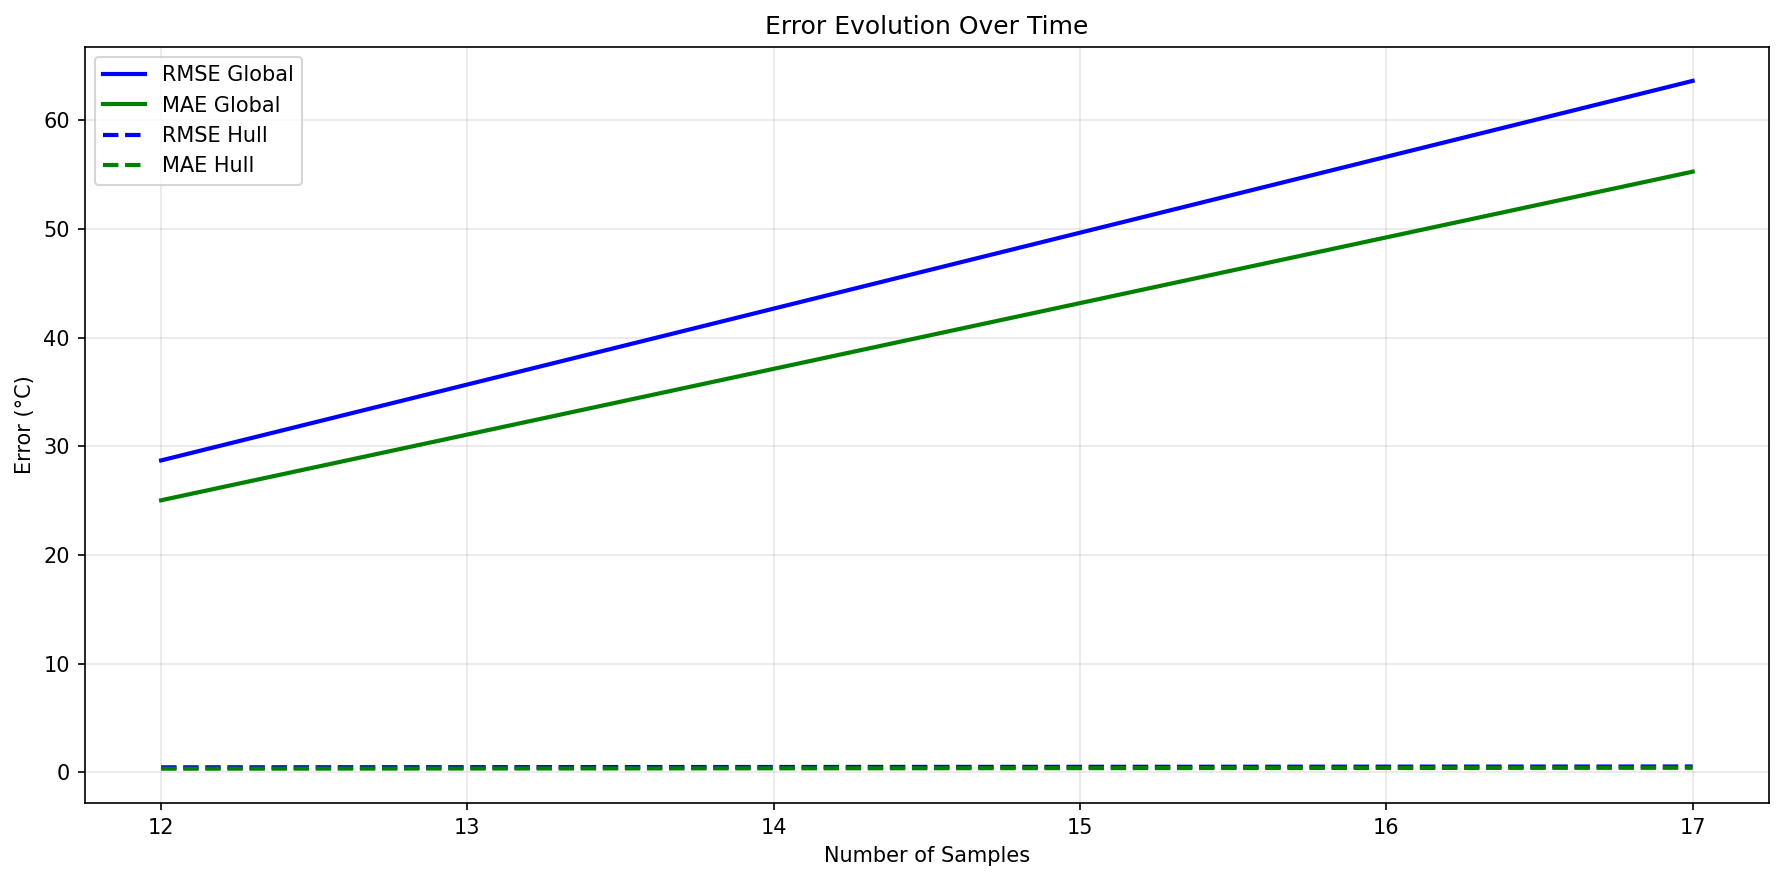 Error Evolution Over Time
RMSE Global
MAE Global
RMSE Hull
MAE Hull
Error (°C)
60
50
40
30
20
10
0
12 13 14 15 16 17
Number of Samples